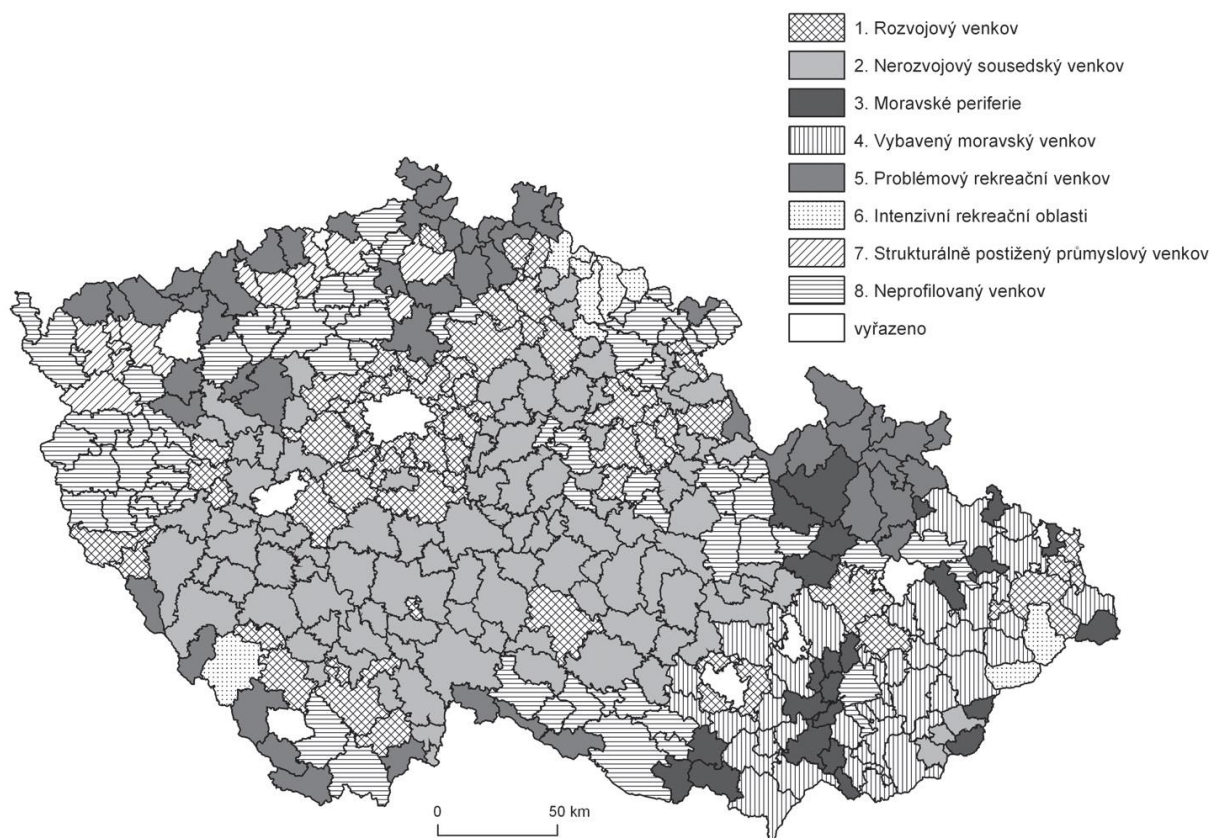 1. Rozvojový venkov
2. Nerozvojový sousedský venkov
3. Moravské periferie
4. Vybavený moravský venkov
5. Problémový rekreační venkov
6. Intenzivní rekreační oblasti
7. Strukturálně postižený průmyslový venkov
8. Neprofilovaný venkov
vyřazeno
0 50 km